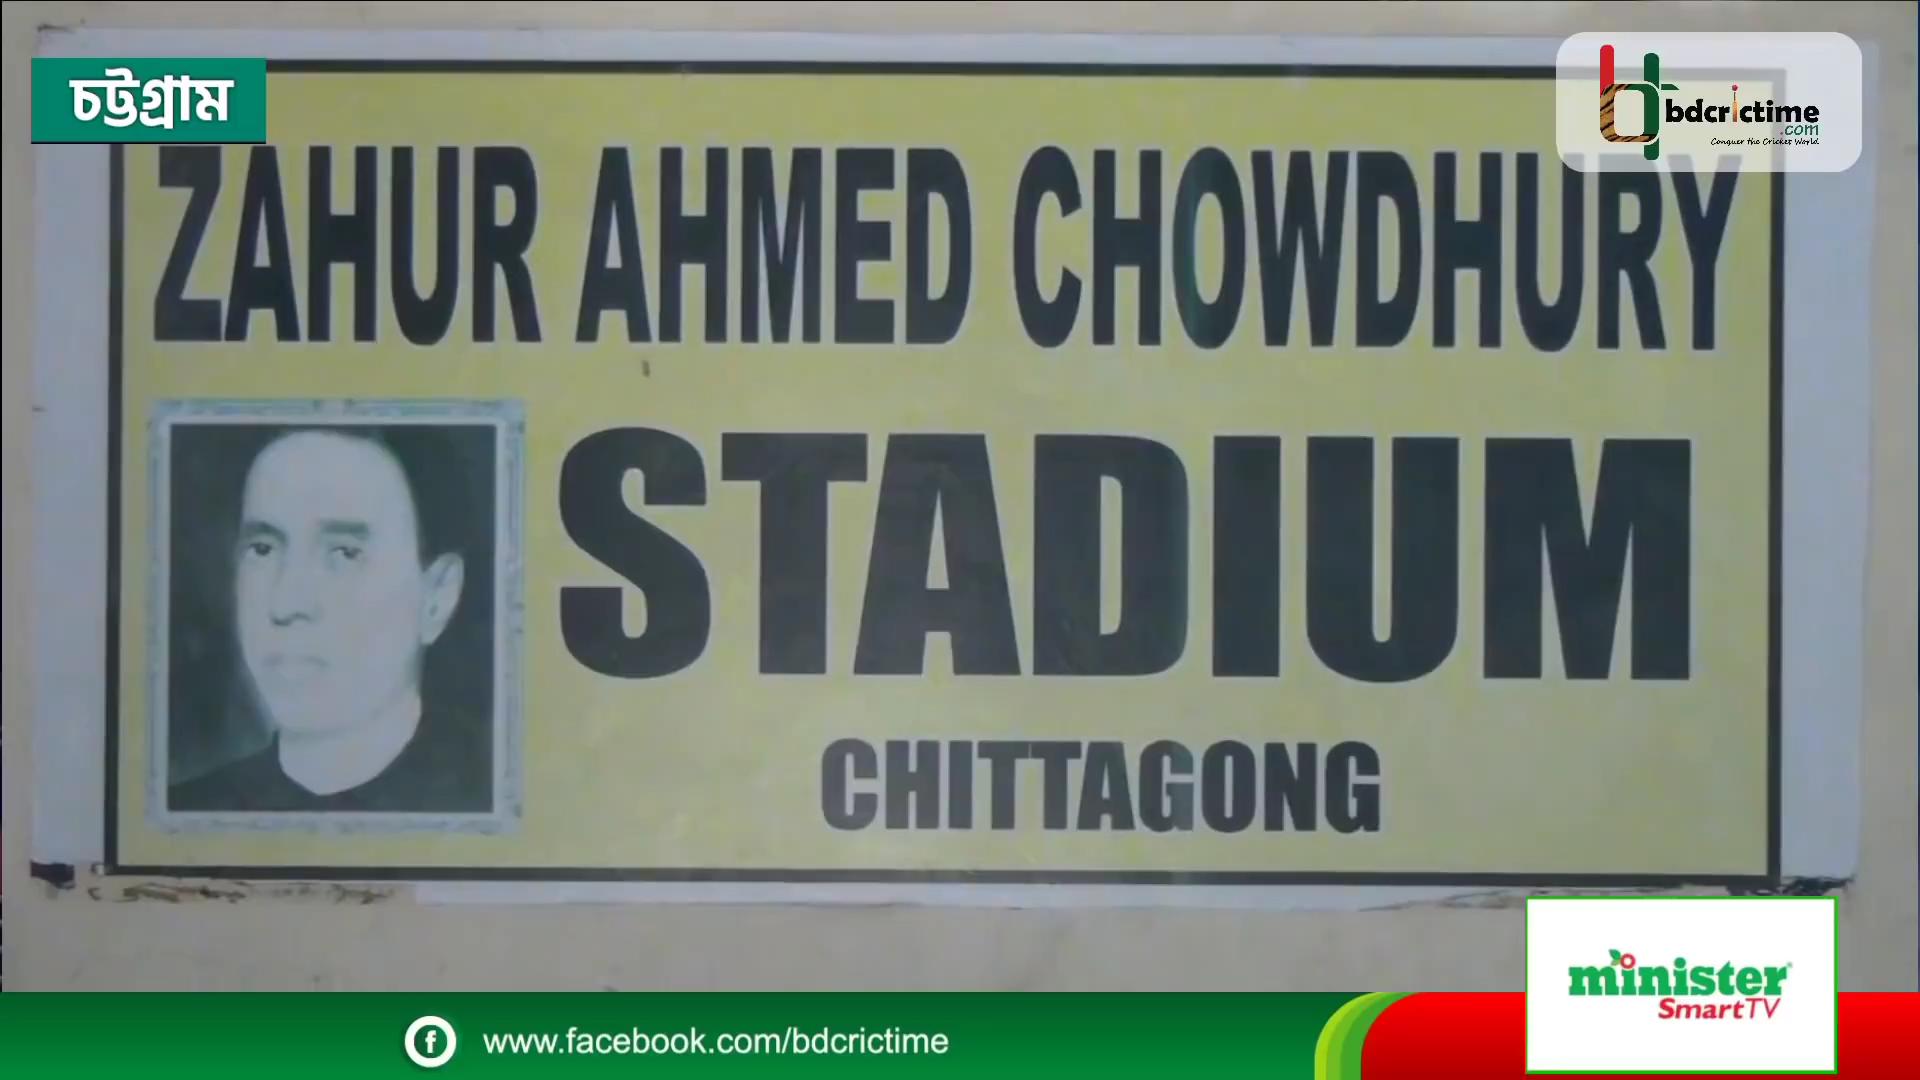 চট্টগ্রাম
bdcrictime
.com
Conquer the Cricket World
ZAHUR AHMED CHOWDHURY
STADIUM
CHITTAGONG
minister
SmartTV
www.facebook.com/bdcrictime